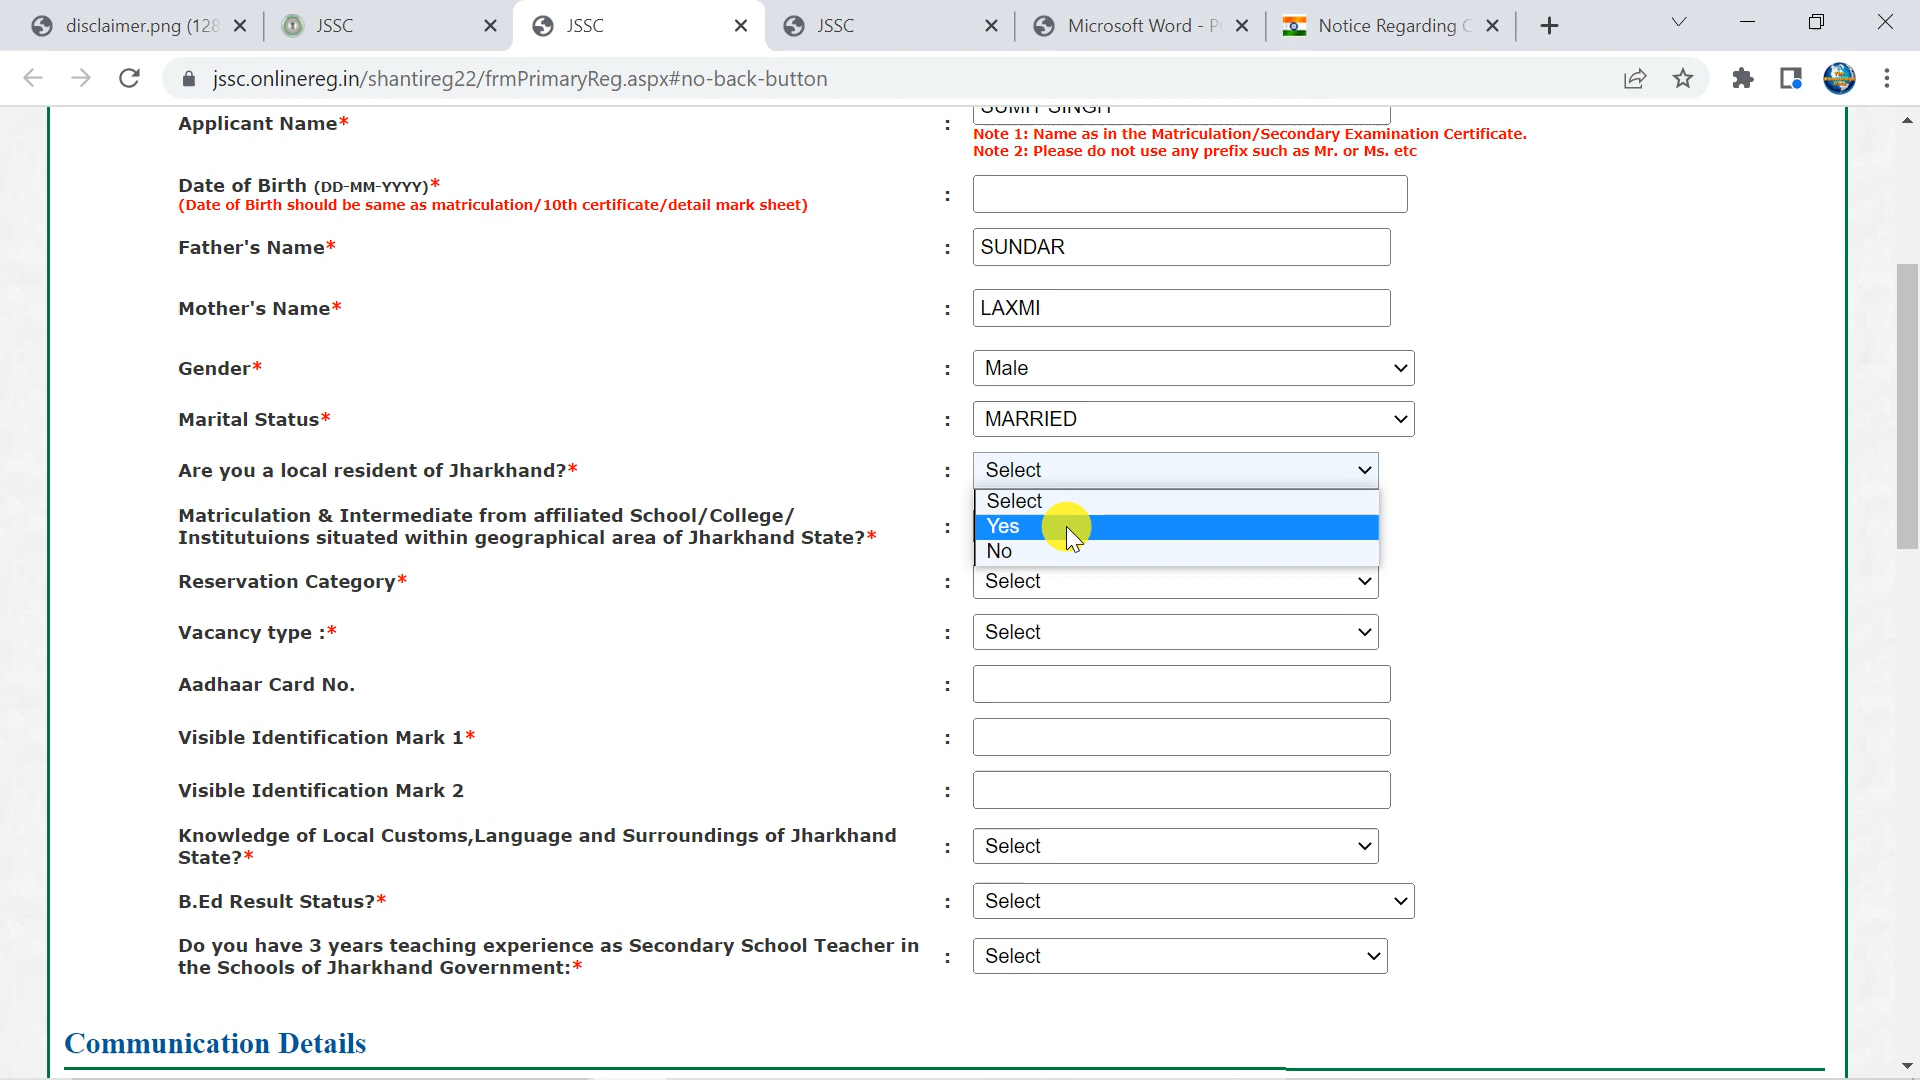 disclaimer.png (128
JSSC
JSSC
JSSC
Microsoft Word - P
Notice Regarding C
jssc.onlinereg.in/shantireg22/frmPrimaryReg.aspx#no-back-button
Applicant Name* : SUMIT SINGH
Note 1: Name as in the Matriculation/Secondary Examination Certificate.
Note 2: Please do not use any prefix such as Mr. or Ms. etc
Date of Birth (DD-MM-YYYY)* :
(Date of Birth should be same as matriculation/10th certificate/detail mark sheet)
Father's Name* : SUNDAR
Mother's Name* : LAXMI
Gender* : Male
Marital Status* : MARRIED
Are you a local resident of Jharkhand?* : Select
Select
Yes
No
Matriculation & Intermediate from affiliated School/College/
Institutuions situated within geographical area of Jharkhand State?* :
Reservation Category* : Select
Vacancy type :* : Select
Aadhaar Card No. :
Visible Identification Mark 1* :
Visible Identification Mark 2 :
Knowledge of Local Customs,Language and Surroundings of Jharkhand
State?* : Select
B.Ed Result Status?* : Select
Do you have 3 years teaching experience as Secondary School Teacher in
the Schools of Jharkhand Government:* : Select
Communication Details